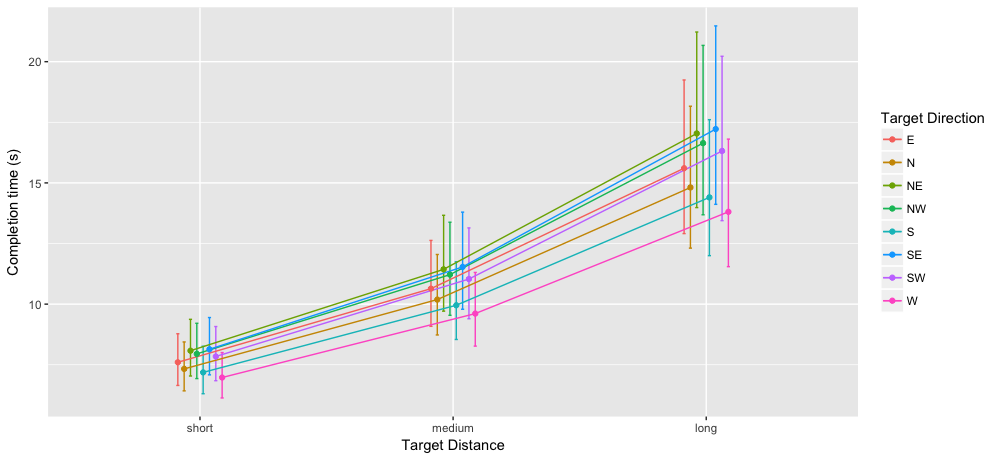 Completion time (s)
20
15
10
short medium long
Target Distance
Target Direction
E
N
NE
NW
S
SE
SW
W